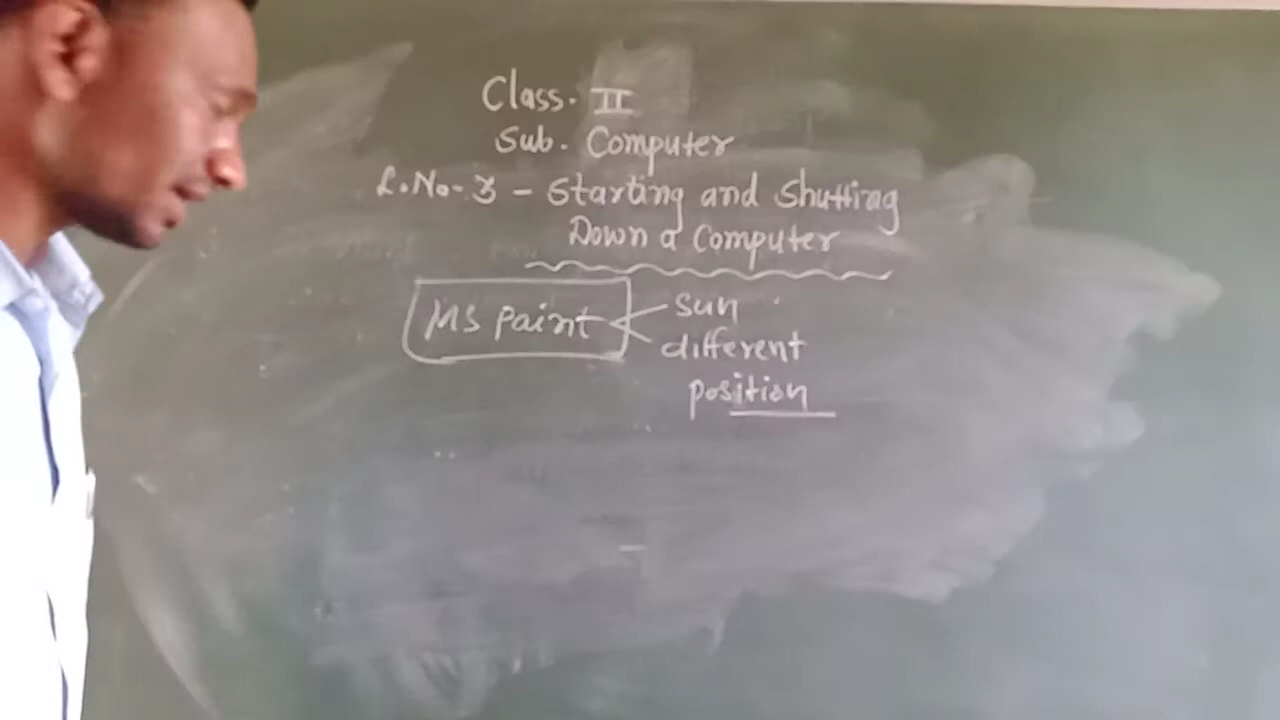 Class. II
Sub. Computer
L.No-3 - Starting and Shutting
Down a Computer
MS Paint
sun
different
position